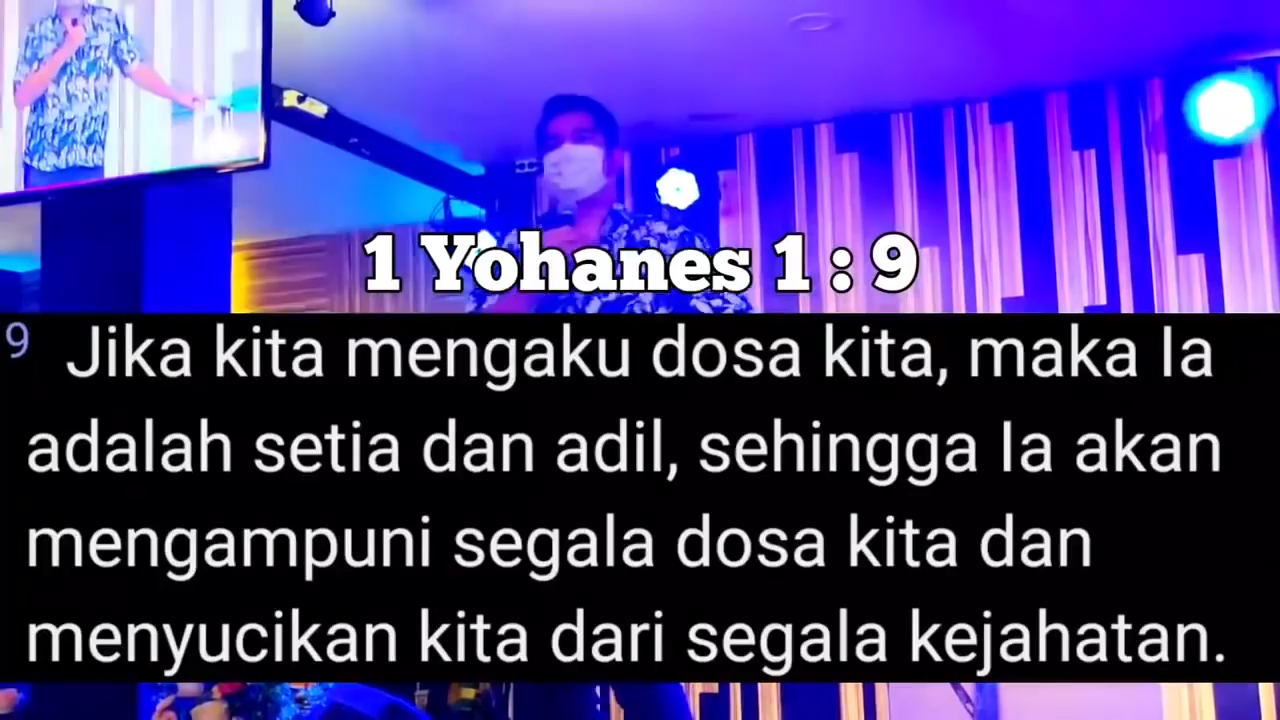 1 Yohanes 1 : 9
9 Jika kita mengaku dosa kita, maka Ia
adalah setia dan adil, sehingga Ia akan
mengampuni segala dosa kita dan
menyucikan kita dari segala kejahatan.